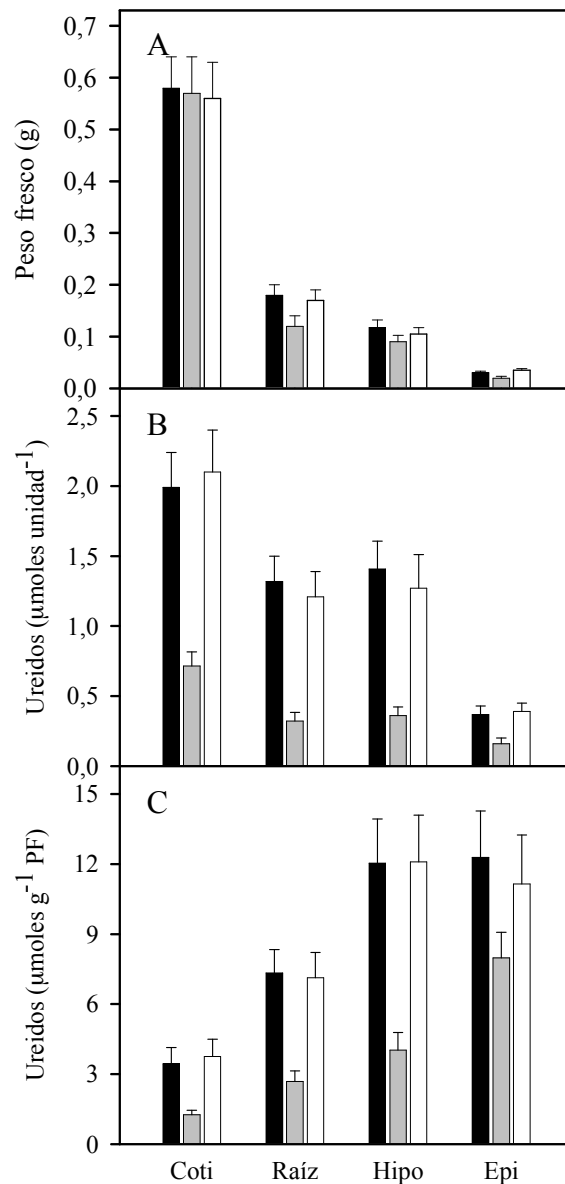 A
Peso fresco (g)
0,7
0,6
0,5
0,4
0,3
0,2
0,1
0,0
B
Ureidos (µmoles unidad⁻¹)
2,5
2,0
1,5
1,0
0,5
0,0
C
Ureidos (µmoles g⁻¹ PF)
15
12
9
6
3
0
Coti Raíz Hipo Epi